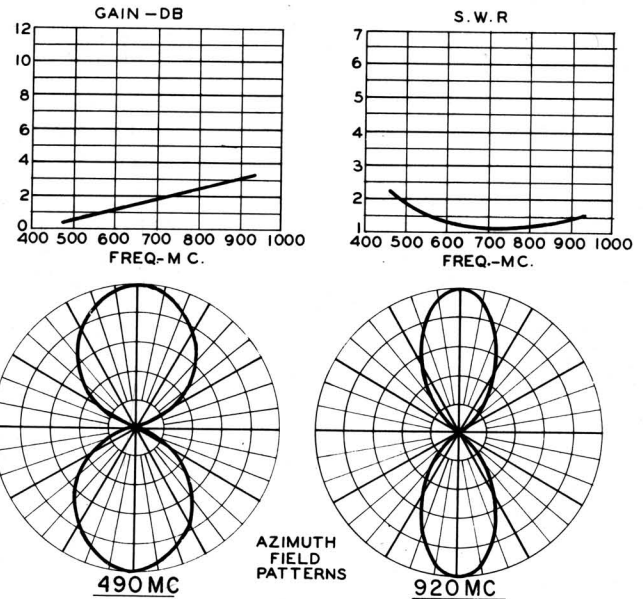 GAIN-DB
12
10
8
6
4
2
0
400 500 600 700 800 900 1000
FREQ.-MC.
S.W.R
7
6
5
4
3
2
1
400 500 600 700 800 900 1000
FREQ.-MC.
AZIMUTH
FIELD
PATTERNS
490 MC
920 MC